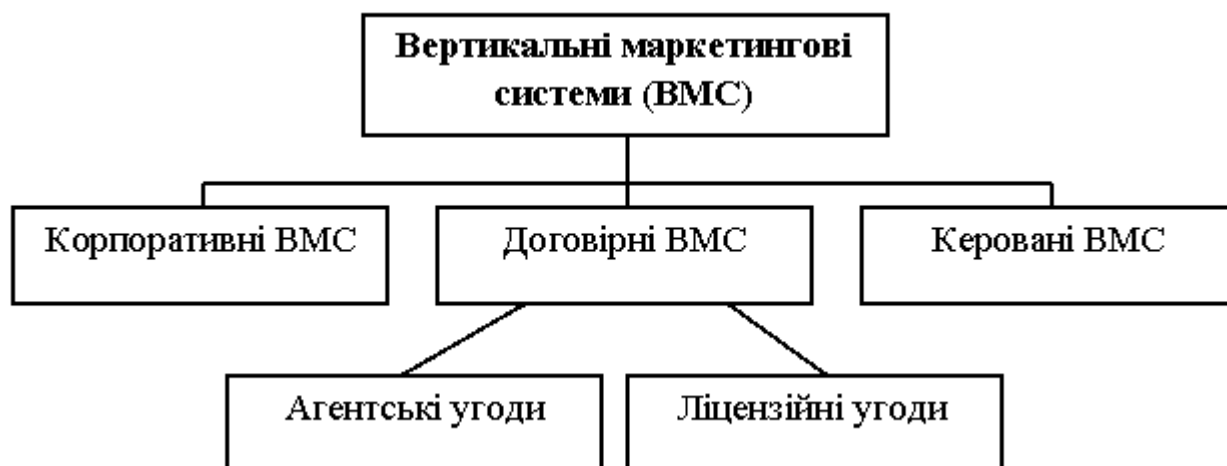 Вертикальні маркетингові
системи (ВМС)
Корпоративні ВМС
Договірні ВМС
Керовані ВМС
Агентські угоди
Ліцензійні угоди